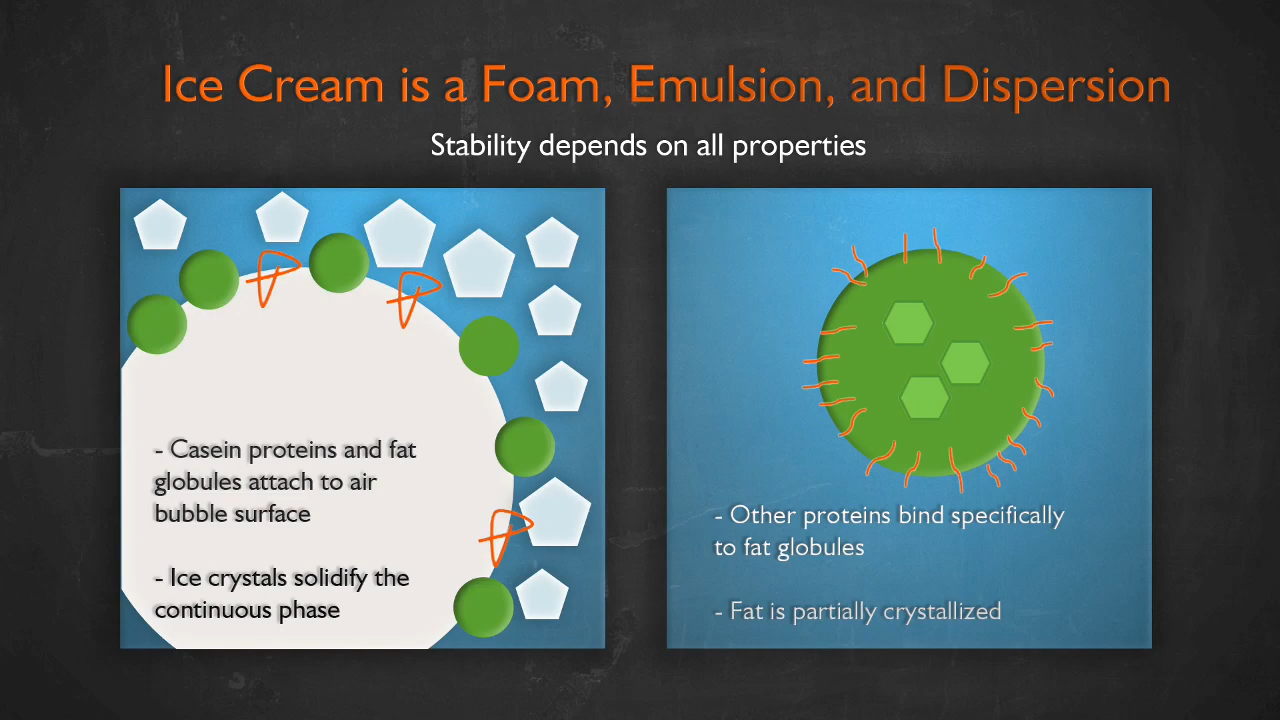 Ice Cream is a Foam, Emulsion, and Dispersion
Stability depends on all properties
- Casein proteins and fat
globules attach to air
bubble surface
- Ice crystals solidify the
continuous phase
- Other proteins bind specifically
to fat globules
- Fat is partially crystallized